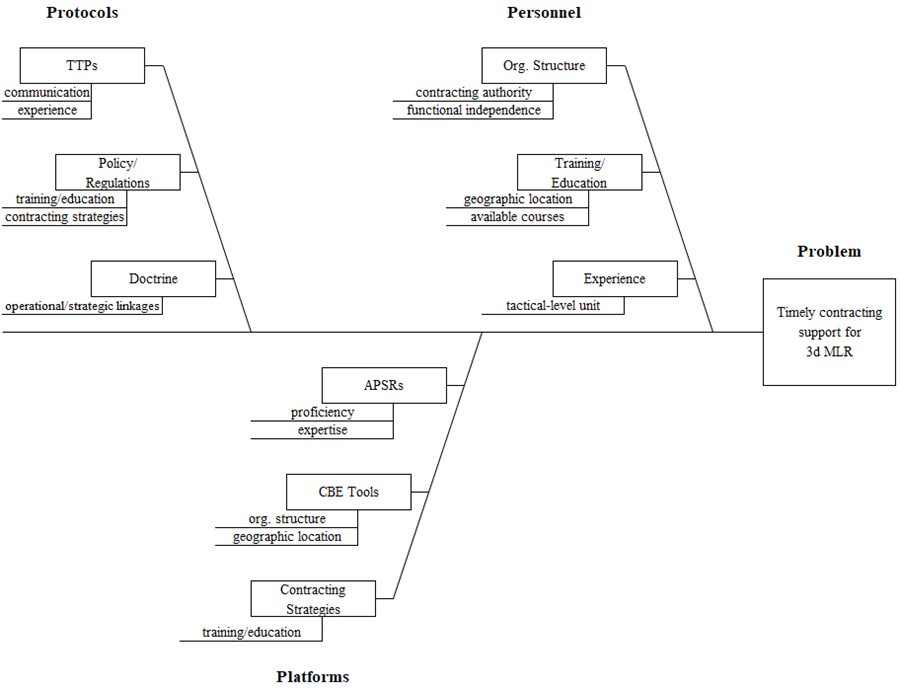 Protocols
TTPs
communication
experience
Policy/
Regulations
training/education
contracting strategies
Doctrine
operational/strategic linkages
Personnel
Org. Structure
contracting authority
functional independence
Training/
Education
geographic location
available courses
Experience
tactical-level unit
Problem
Timely contracting
support for
3d MLR
APSRs
proficiency
expertise
CBE Tools
org. structure
geographic location
Contracting
Strategies
training/education
Platforms